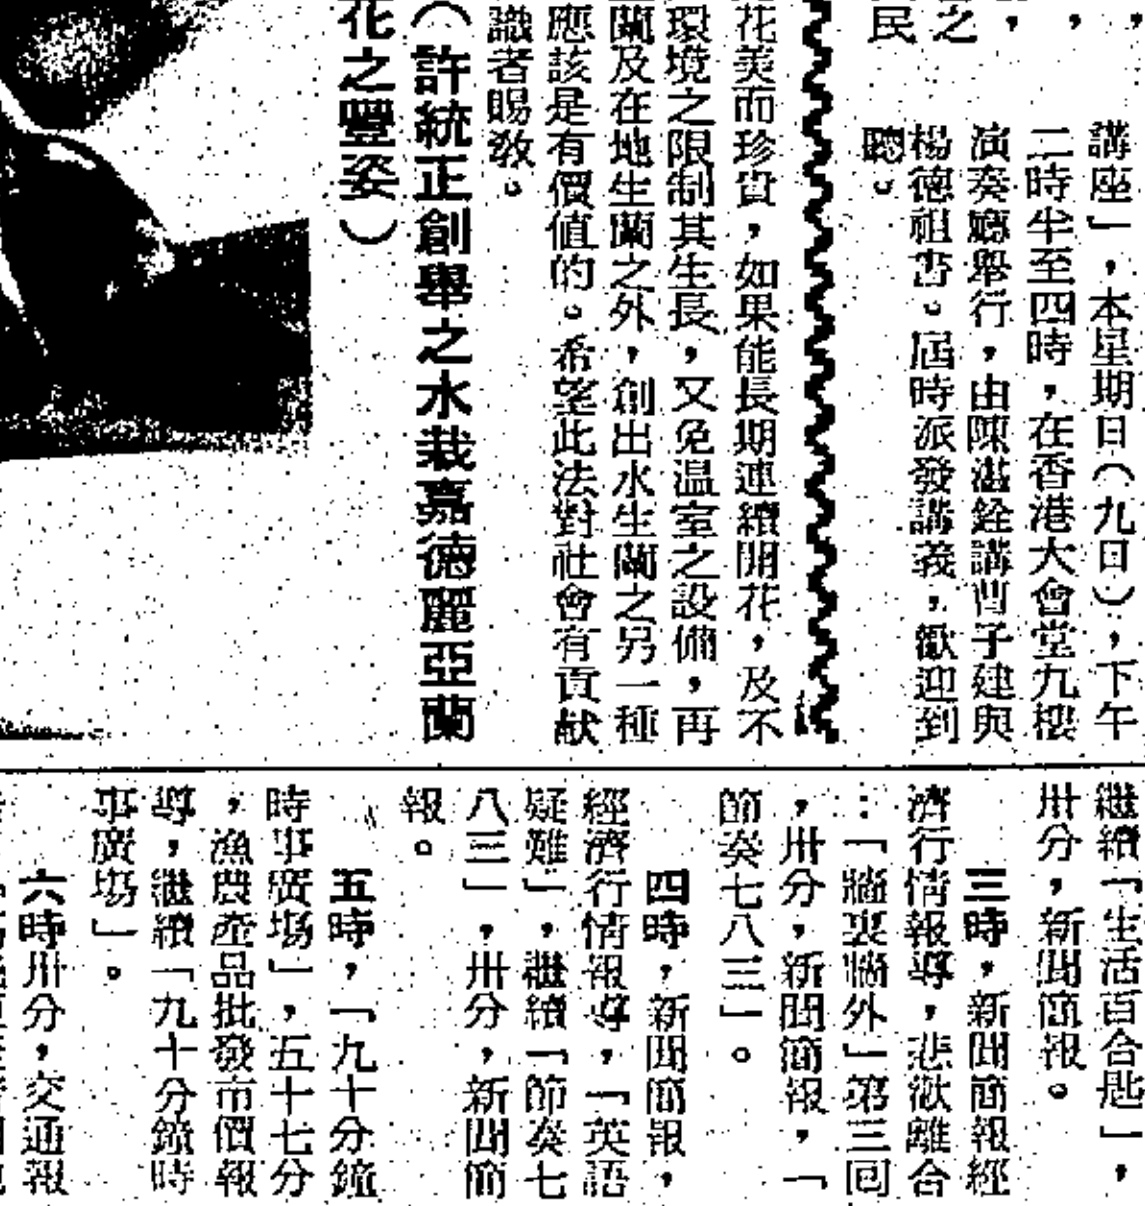 ，
，
，
之
民
講座」，本星期日（九日），下午
二時半至四時，在香港大會堂九樓
演奏廳舉行，由陳湛銓講曹子建與
楊德祖書。屆時派發講義，歡迎到
聽。
花美而珍貴，如果能長期連續開花，及不
環境之限制其生長，又免温室之設備，再
蘭及在地生蘭之外，創出水生蘭之另一種
應該是有價值的。希望此法對社會有貢献
識者賜教。
（許統正創舉之水栽嘉德麗亞蘭
花之豐姿）
繼續「生活百合匙」，
卅分，新聞簡報。
三時，新聞簡報經
濟行情報導，悲歡離合
：「牆裏牆外」第三回
，卅分，新聞簡報，「
節奏七八三」。
四時，新聞簡報，
經濟行情報導，「英語
疑難」，繼續「節奏七
八三」，卅分，新聞簡
報。
五時，「九十分鐘
時事廣場」，五十七分
，漁農產品批發市價報
導，繼續「九十分鐘時
事廣場」。
六時卅分，交通報